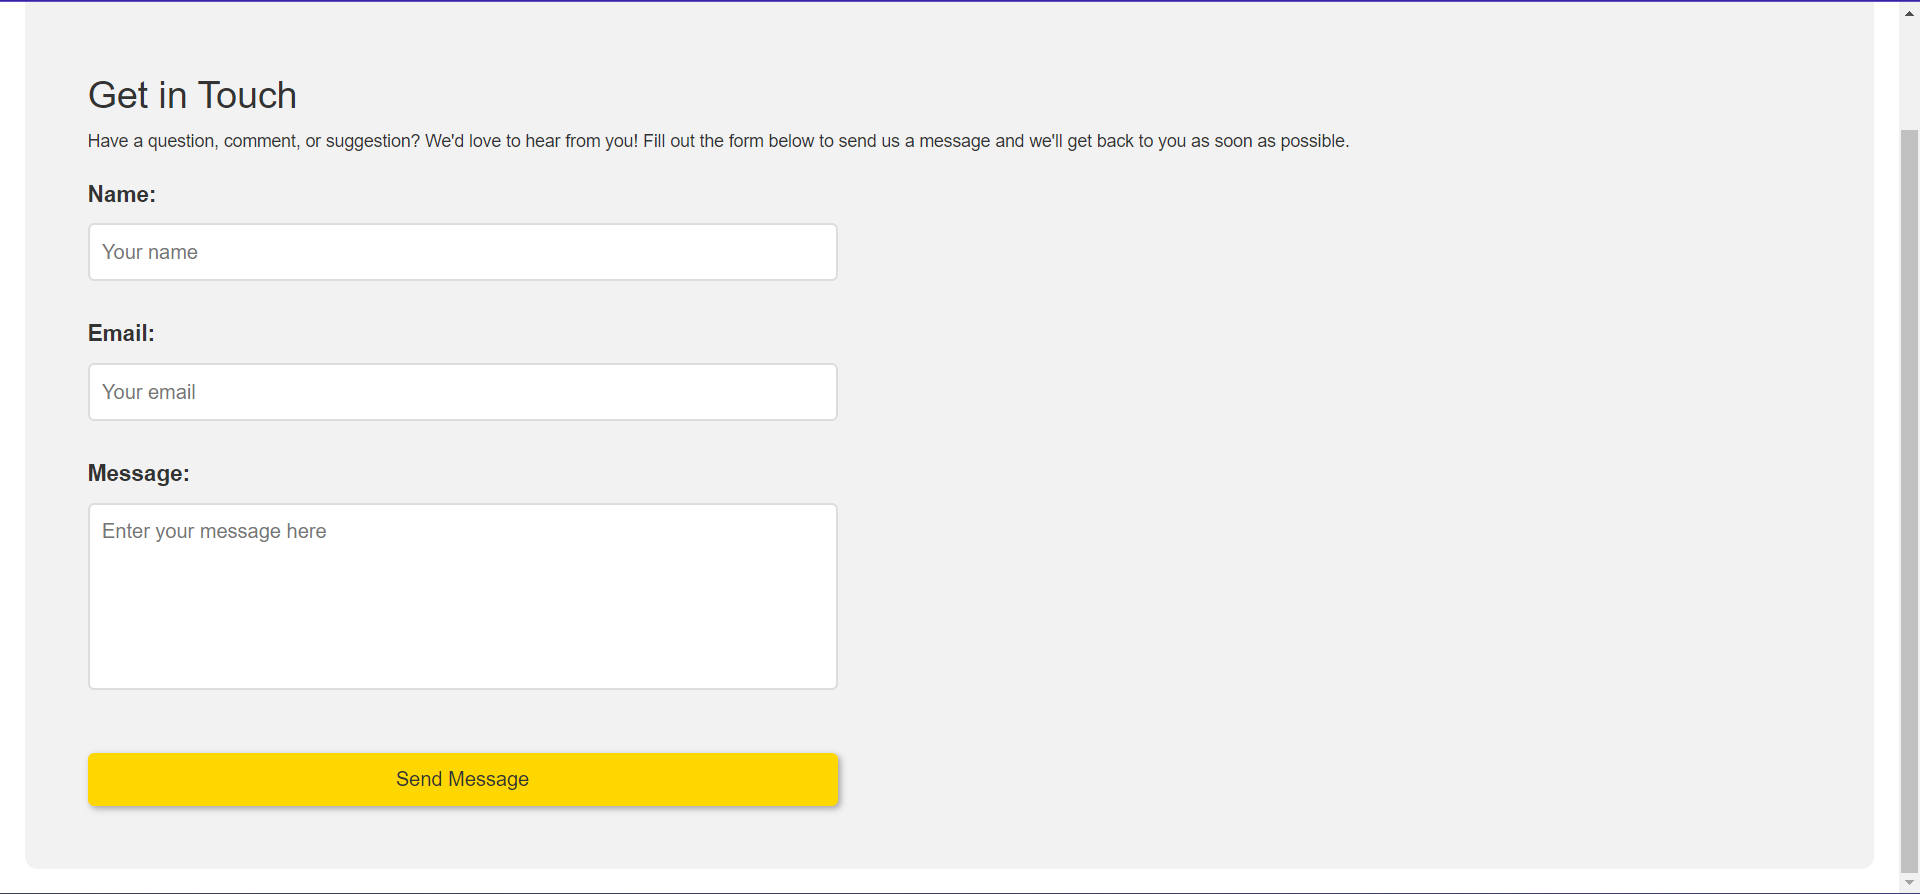 Get in Touch
Have a question, comment, or suggestion? We'd love to hear from you! Fill out the form below to send us a message and we'll get back to you as soon as possible.
Name:
Your name
Email:
Your email
Message:
Enter your message here
Send Message